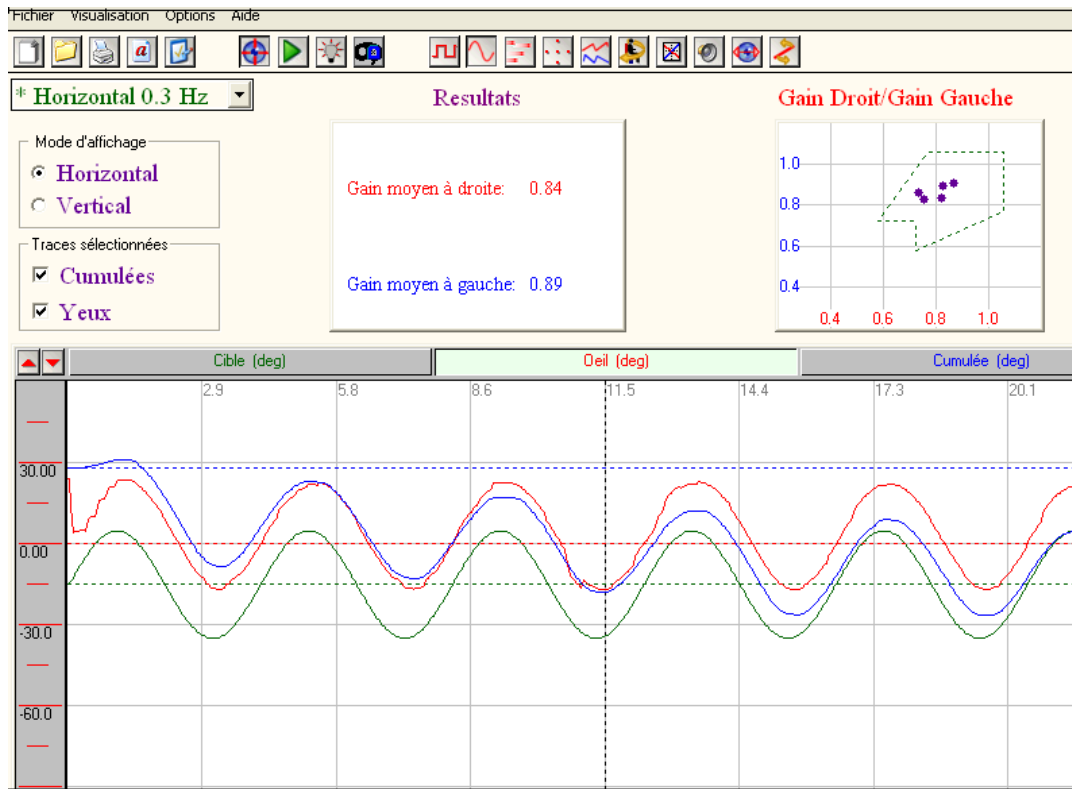 Fichier Visualisation Options Aide
* Horizontal 0.3 Hz
Resultats
Gain Droit/Gain Gauche
Mode d'affichage
Horizontal
Vertical
Traces sélectionnées
Cumulées
Yeux
Gain moyen à droite: 0.84
Gain moyen à gauche: 0.89
1.0
0.8
0.6
0.4
0.4 0.6 0.8 1.0
Cible (deg) Oeil (deg) Cumulée (deg)
2.9 5.8 8.6 11.5 14.4 17.3 20.1
30.00
0.00
-30.0
-60.0